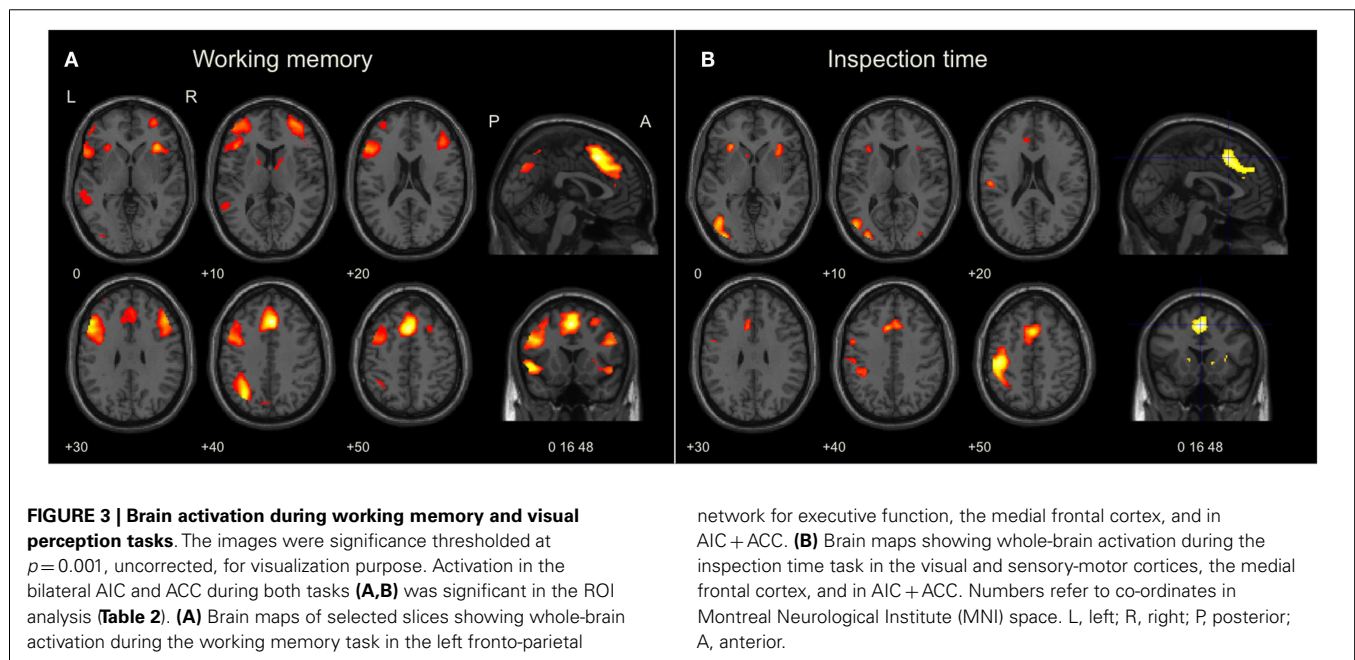 A Working memory
L R P A
0 +10 +20
+30 +40 +50 0 16 48
B Inspection time
P A
0 +10 +20
+30 +40 +50 0 16 48
FIGURE 3 | Brain activation during working memory and visual
perception tasks. The images were significance thresholded at
p=0.001, uncorrected, for visualization purpose. Activation in the
bilateral AIC and ACC during both tasks (A,B) was significant in the ROI
analysis (Table 2). (A) Brain maps of selected slices showing whole-brain
activation during the working memory task in the left fronto-parietal
network for executive function, the medial frontal cortex, and in
AIC+ACC. (B) Brain maps showing whole-brain activation during the
inspection time task in the visual and sensory-motor cortices, the medial
frontal cortex, and in AIC+ACC. Numbers refer to co-ordinates in
Montreal Neurological Institute (MNI) space. L, left; R, right; P, posterior;
A, anterior.